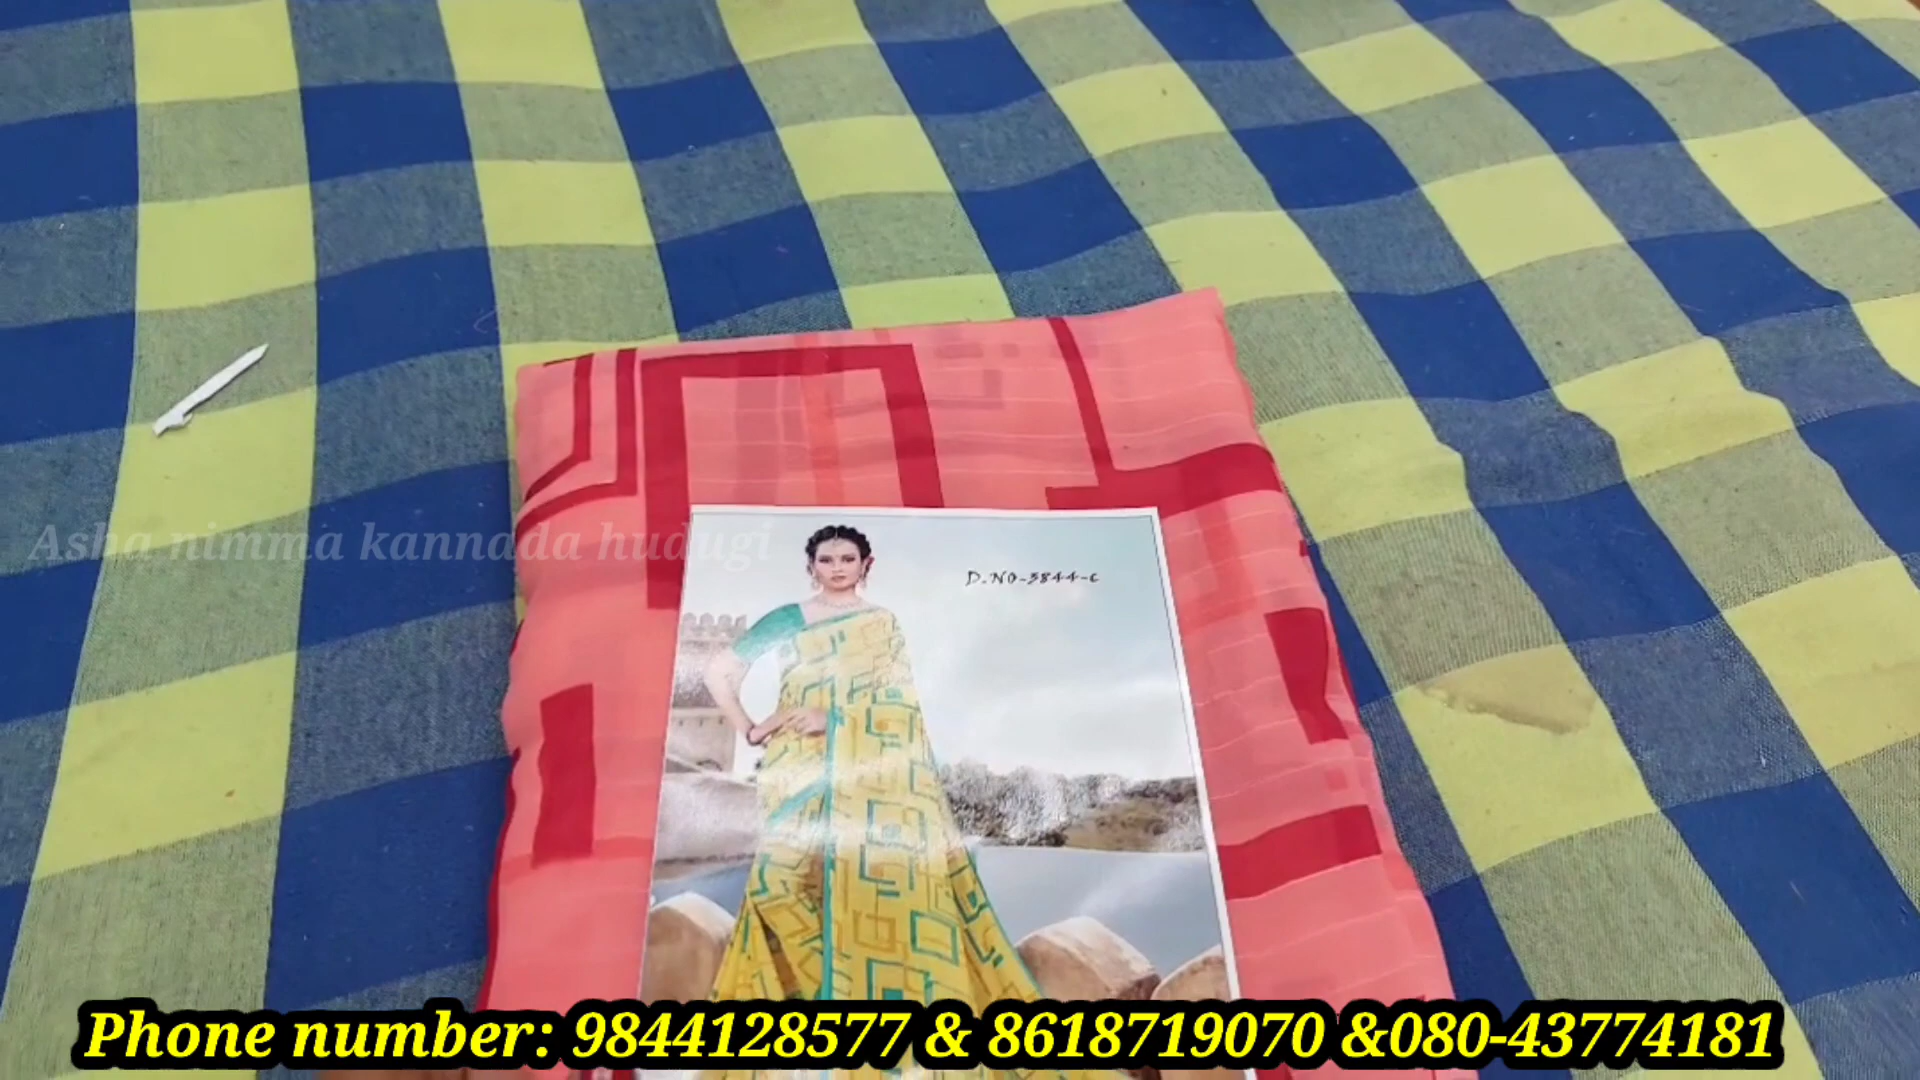 D.NO-3844-C
Asha nimma kannada hudugi
Phone number: 9844128577 & 8618719070 &080-43774181